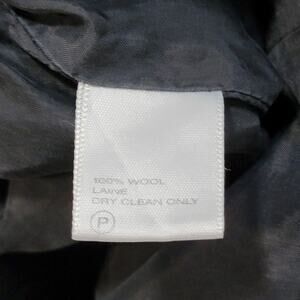 100% WOOL
LAINE
DRY CLEAN ONLY
P